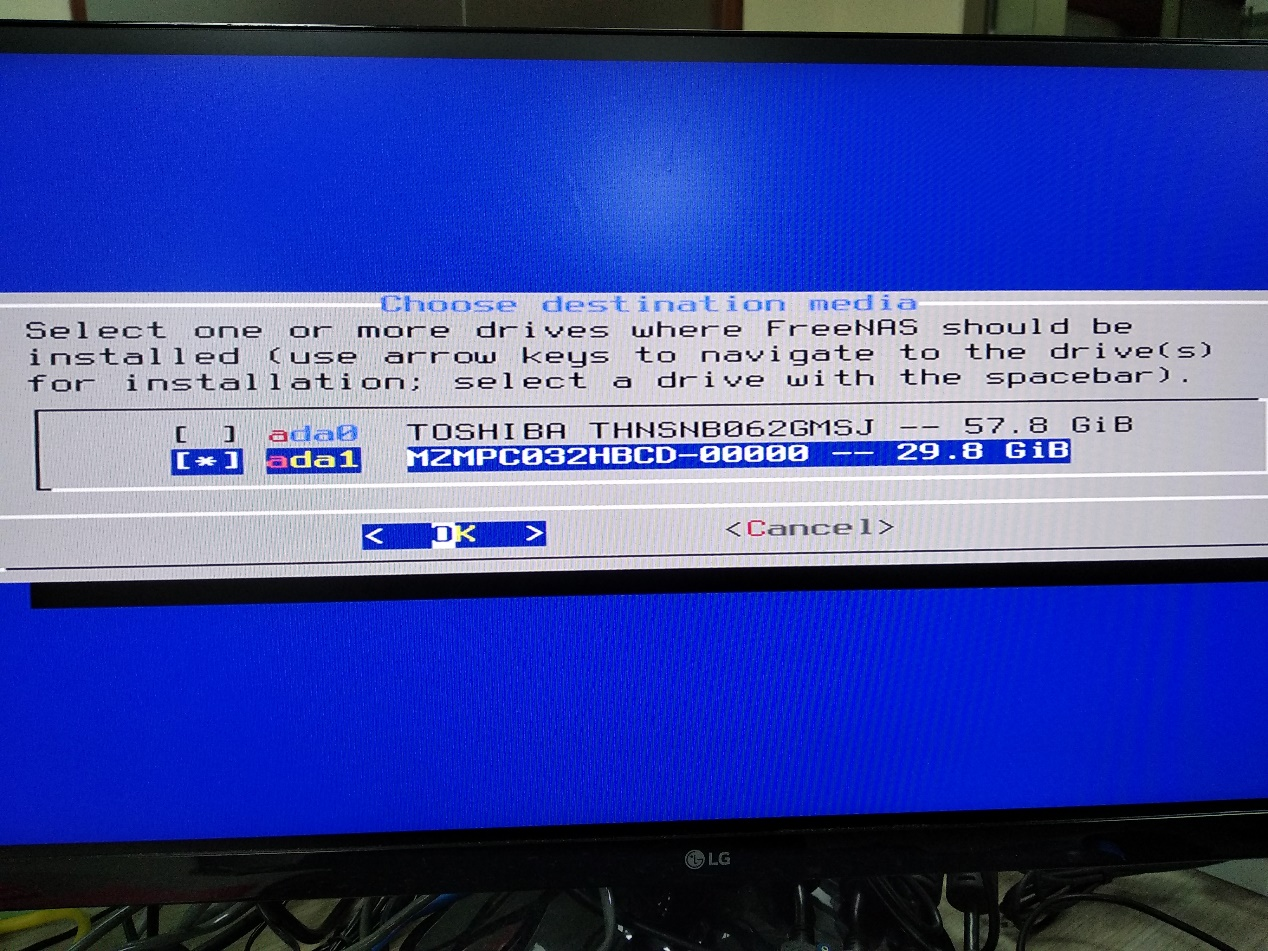 Choose destination media
Select one or more drives where FreeNAS should be
installed (use arrow keys to navigate to the drive(s)
for installation; select a drive with the spacebar).
[ ] ada0 TOSHIBA THNSNB062GMSJ -- 57.8 GiB
[*] ada1 MZMPC032HBCD-00000 -- 29.8 GiB
< OK > <Cancel>
LG